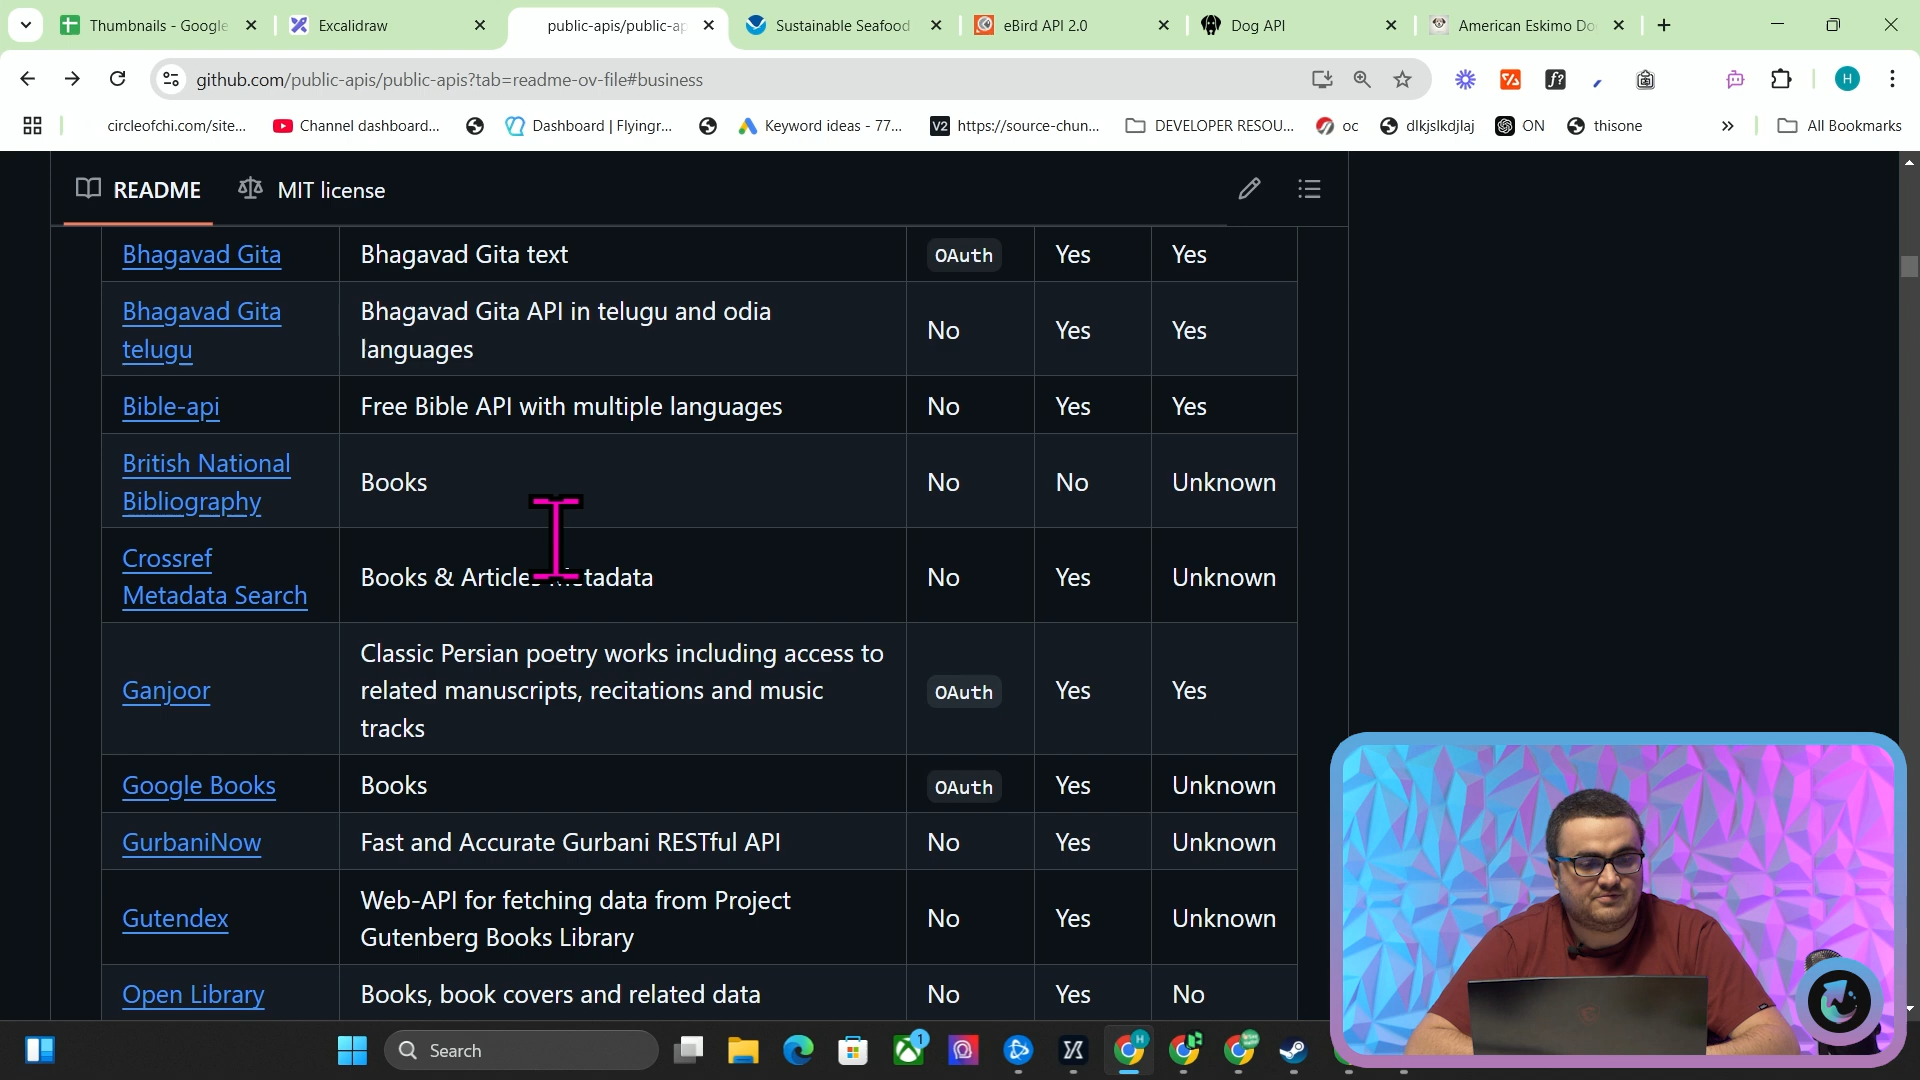 Thumbnails - Google
Excalidraw
public-apis/public-ap
Sustainable Seafood
eBird API 2.0
Dog API
American Eskimo Do
github.com/public-apis/public-apis?tab=readme-ov-file#business
H
circleofchi.com/site...
Channel dashboard...
Dashboard | Flyingr...
Keyword ideas - 77...
V2 https://source-chun...
DEVELOPER RESOU...
oc
dlkjslkdjlaj
ON
thisone
All Bookmarks
README
MIT license
Bhagavad Gita
Bhagavad Gita text
OAuth
Yes
Yes
Bhagavad Gita
telugu
Bhagavad Gita API in telugu and odia
languages
No
Yes
Yes
Bible-api
Free Bible API with multiple languages
No
Yes
Yes
British National
Bibliography
Books
No
No
Unknown
Crossref
Metadata Search
Books & Articles Metadata
No
Yes
Unknown
Ganjoor
Classic Persian poetry works including access to
related manuscripts, recitations and music
tracks
OAuth
Yes
Yes
Google Books
Books
OAuth
Yes
Unknown
GurbaniNow
Fast and Accurate Gurbani RESTful API
No
Yes
Unknown
Gutendex
Web-API for fetching data from Project
Gutenberg Books Library
No
Yes
Unknown
Open Library
Books, book covers and related data
No
Yes
No
Search
1
H